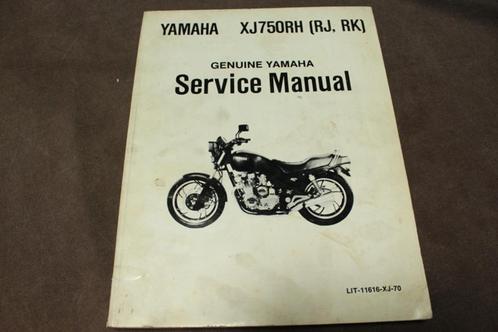 YAMAHA XJ750RH (RJ, RK)
GENUINE YAMAHA
Service Manual
LIT-11616-XJ-70